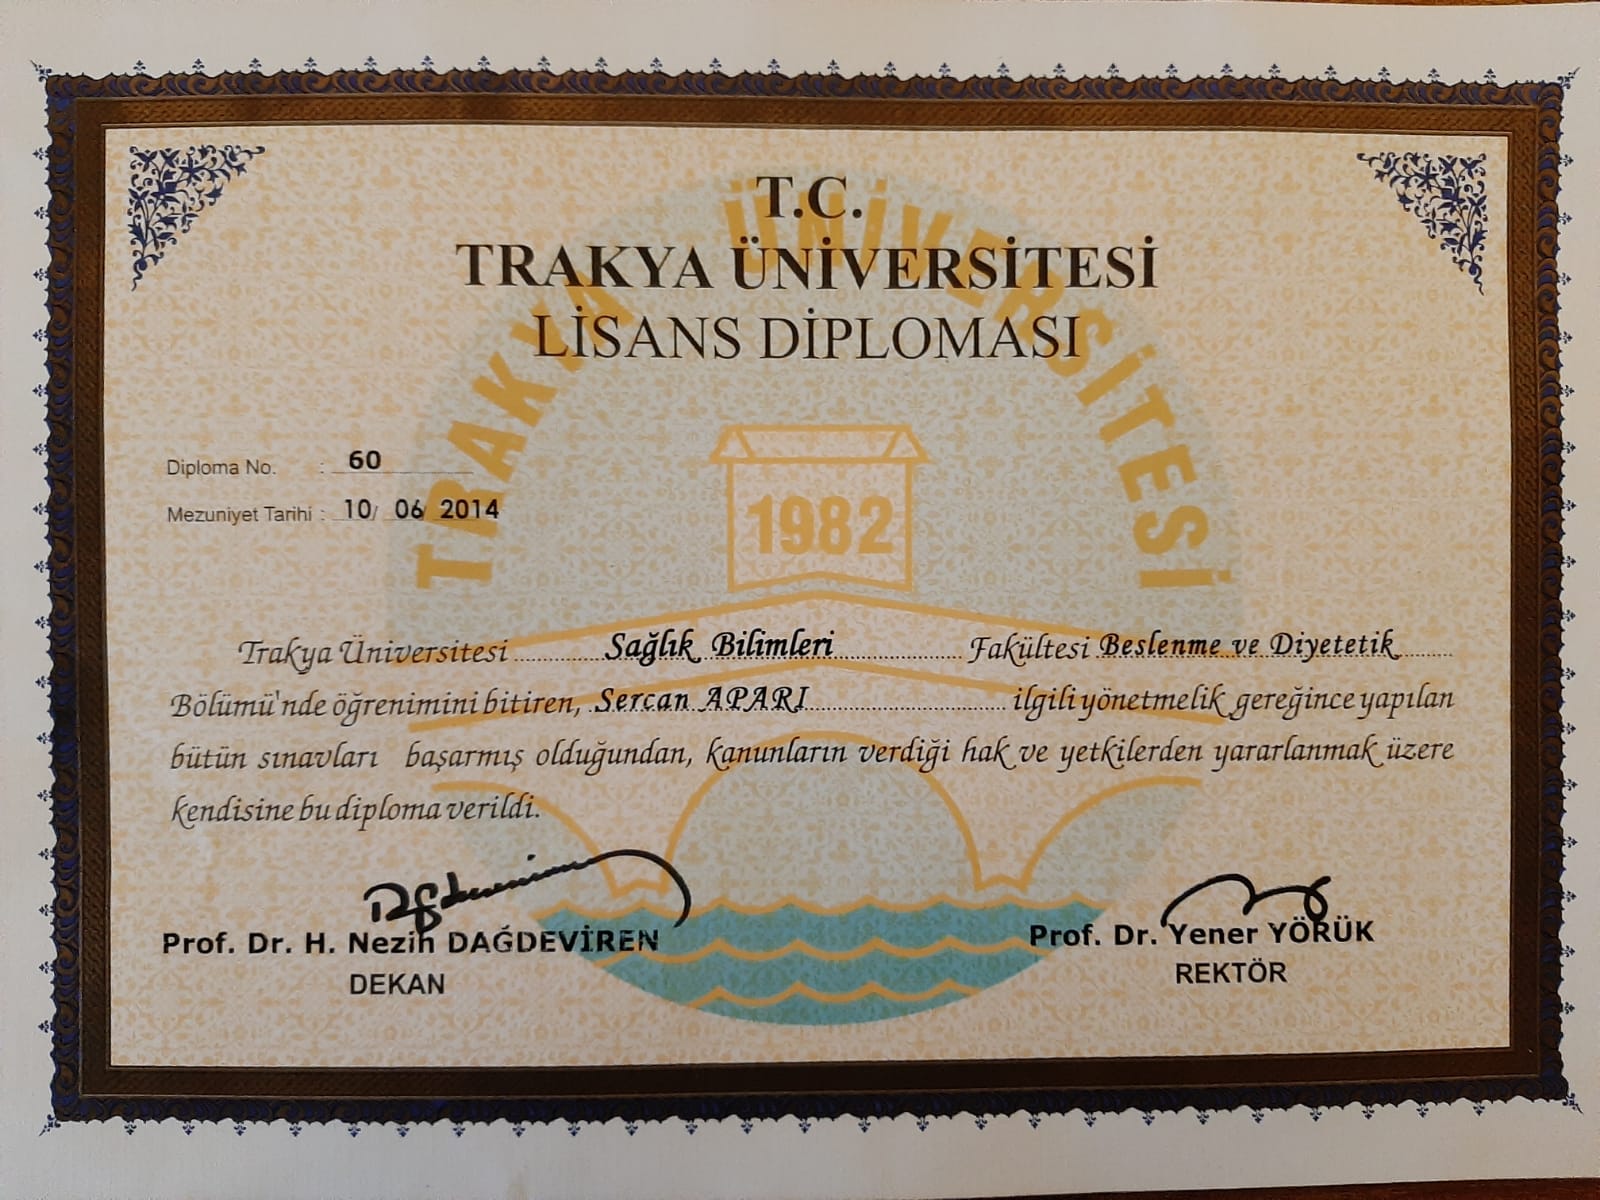 T.C.
TRAKYA ÜNİVERSİTESİ
LİSANS DİPLOMASI
TRAKYA ÜNİVERSİTESİ
1982
Diploma No. : 60
Mezuniyet Tarihi : 10/ 06/ 2014
Trakya Üniversitesi Sağlık Bilimleri Fakültesi Beslenme ve Diyetetik
Bölümü'nde öğrenimini bitiren, Sercan APARI ilgili yönetmelik gereğince yapılan
bütün sınavları başarmış olduğundan, kanunların verdiği hak ve yetkilerden yararlanmak üzere
kendisine bu diploma verildi.
Prof. Dr. H. Nezih DAĞDEVİREN
DEKAN
Prof. Dr. Yener YÖRÜK
REKTÖR